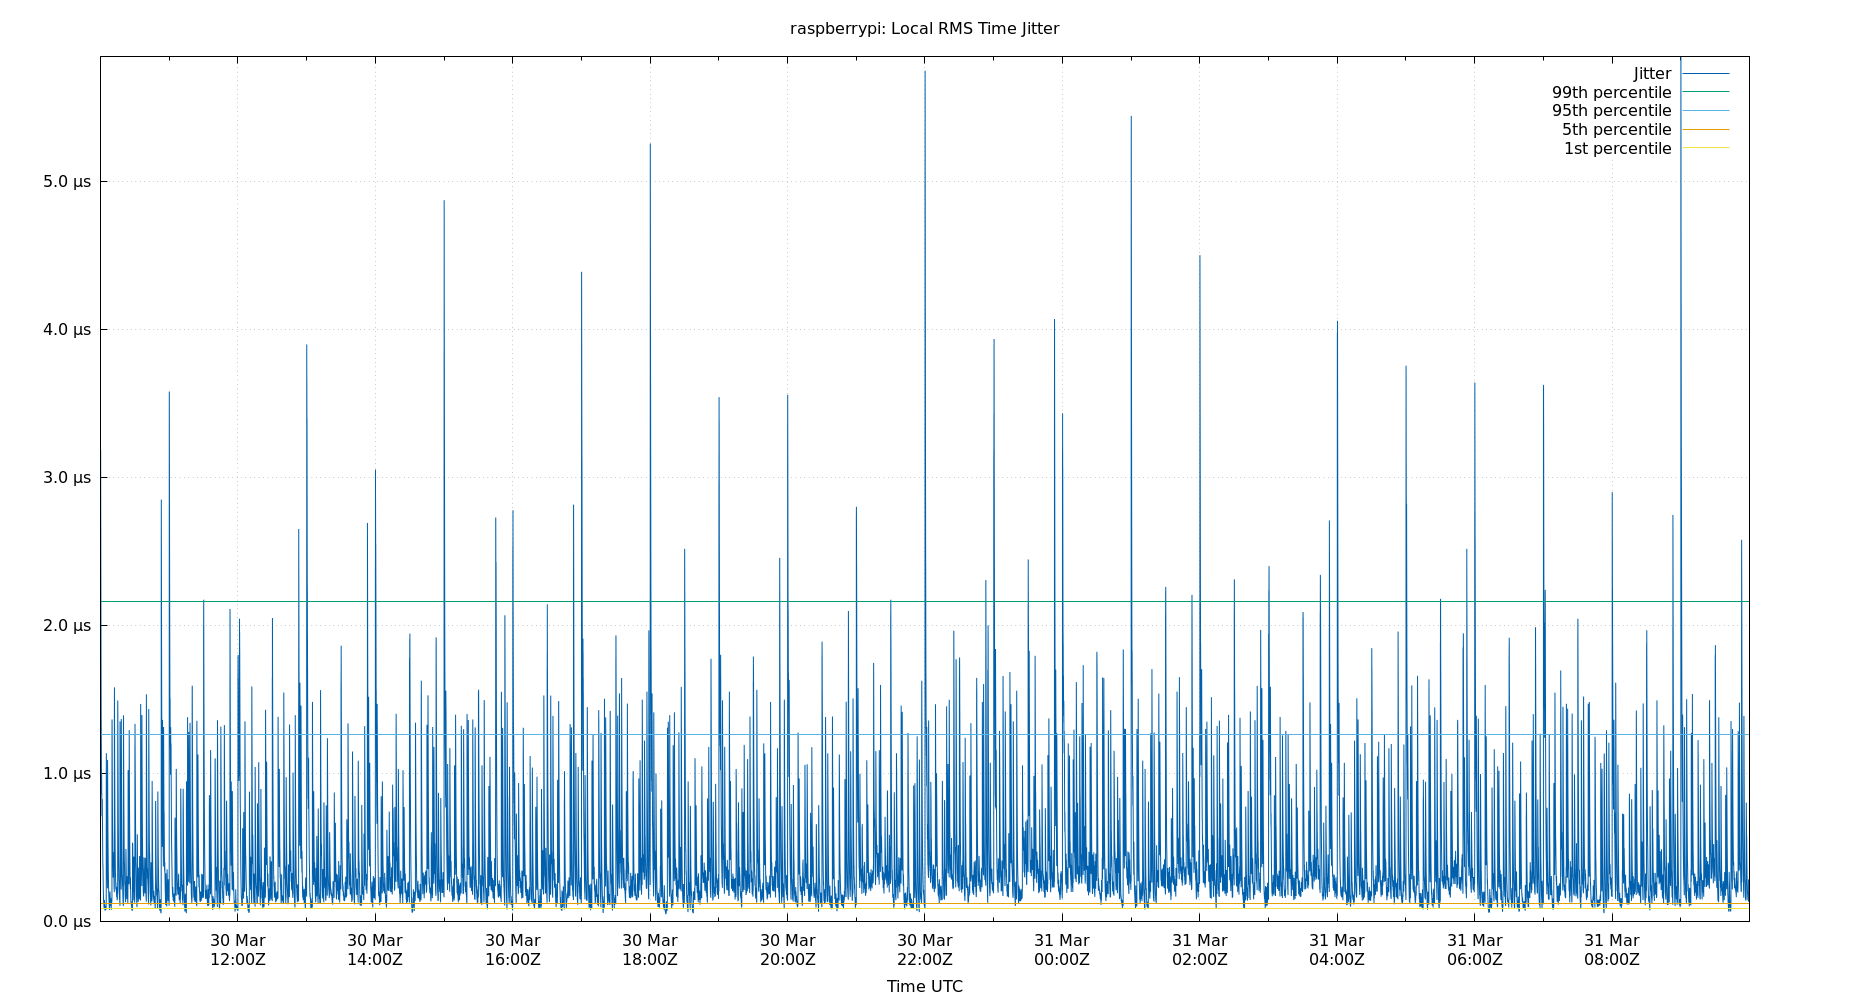 raspberrypi: Local RMS Time Jitter
Jitter
99th percentile
95th percentile
5th percentile
1st percentile
5.0 µs
4.0 µs
3.0 µs
2.0 µs
1.0 µs
0.0 µs
30 Mar 30 Mar 30 Mar 30 Mar 30 Mar 30 Mar 31 Mar 31 Mar 31 Mar 31 Mar 31 Mar
12:00Z 14:00Z 16:00Z 18:00Z 20:00Z 22:00Z 00:00Z 02:00Z 04:00Z 06:00Z 08:00Z
Time UTC